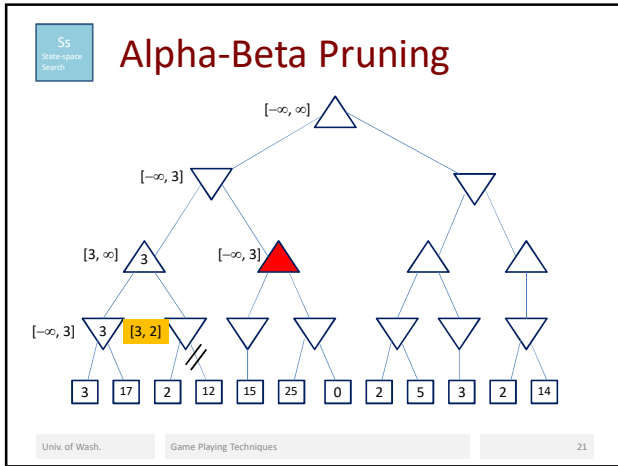 Ss
State-space
Search
Alpha-Beta Pruning
[−∞, ∞]
[−∞, 3]
[3, ∞] 3 [−∞, 3]
[−∞, 3] 3 [3, 2]
3 17 2 12 15 25 0 2 5 3 2 14
Univ. of Wash. Game Playing Techniques 21